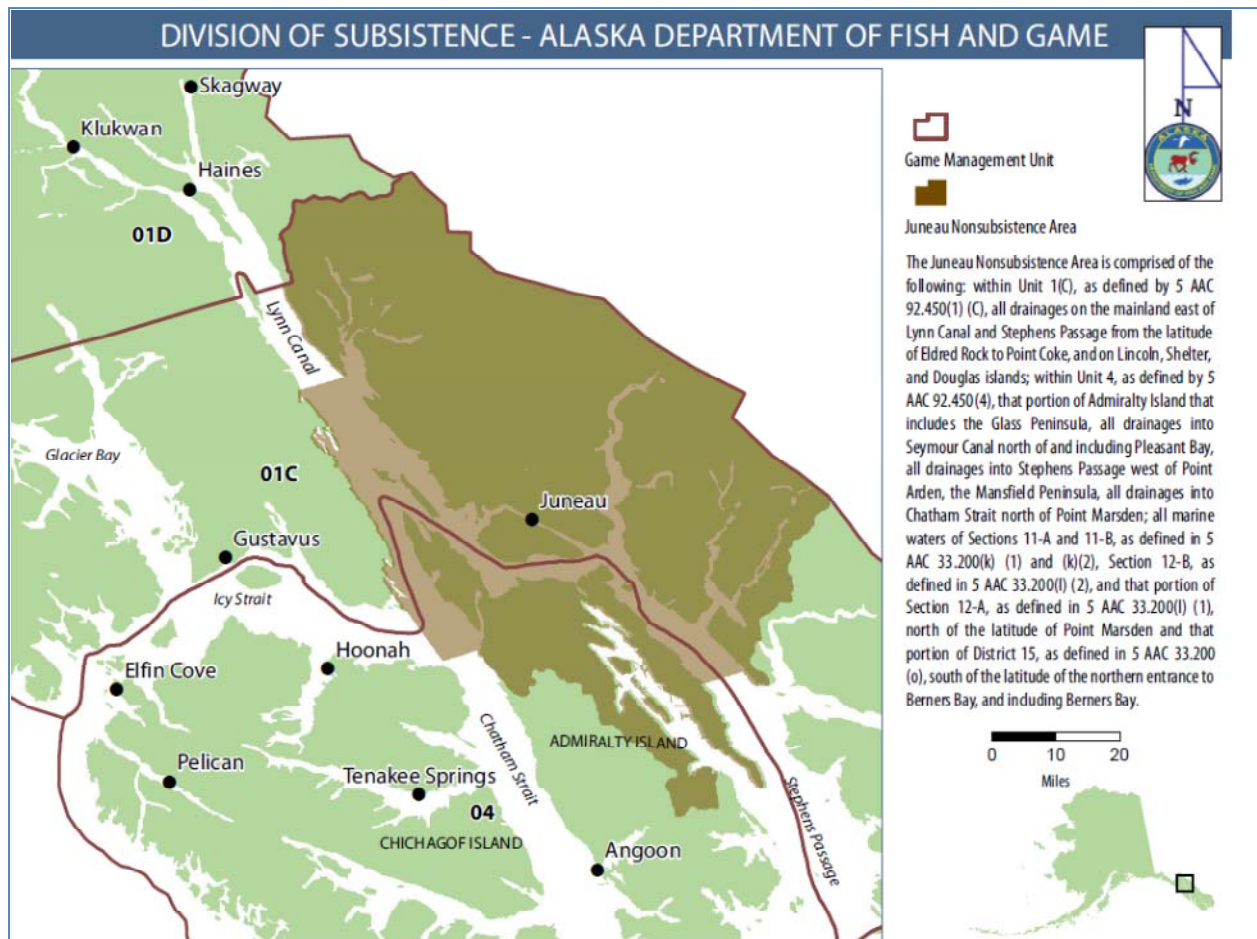 DIVISION OF SUBSISTENCE - ALASKA DEPARTMENT OF FISH AND GAME
N
ALASKA
Skagway
Klukwan
Haines
01D
Lynn Canal
Glacier Bay
01C
Juneau
Gustavus
Icy Strait
Hoonah
Elfin Cove
ADMIRALTY ISLAND
Chatham Strait
Pelican
Tenakee Springs
04
Stephens Passage
CHICHAGOF ISLAND
Angoon
Game Management Unit
Juneau Nonsubsistence Area
The Juneau Nonsubsistence Area is comprised of the
following: within Unit 1(C), as defined by 5 AAC
92.450(1) (C), all drainages on the mainland east of
Lynn Canal and Stephens Passage from the latitude
of Eldred Rock to Point Coke, and on Lincoln, Shelter,
and Douglas islands; within Unit 4, as defined by 5
AAC 92.450(4), that portion of Admiralty Island that
includes the Glass Peninsula, all drainages into
Seymour Canal north of and including Pleasant Bay,
all drainages into Stephens Passage west of Point
Arden, the Mansfield Peninsula, all drainages into
Chatham Strait north of Point Marsden; all marine
waters of Sections 11-A and 11-B, as defined in 5
AAC 33.200(k) (1) and (k)(2), Section 12-B, as
defined in 5 AAC 33.200(l) (2), and that portion of
Section 12-A, as defined in 5 AAC 33.200(l) (1),
north of the latitude of Point Marsden and that
portion of District 15, as defined in 5 AAC 33.200
(o), south of the latitude of the northern entrance to
Berners Bay, and including Berners Bay.
0 10 20
Miles